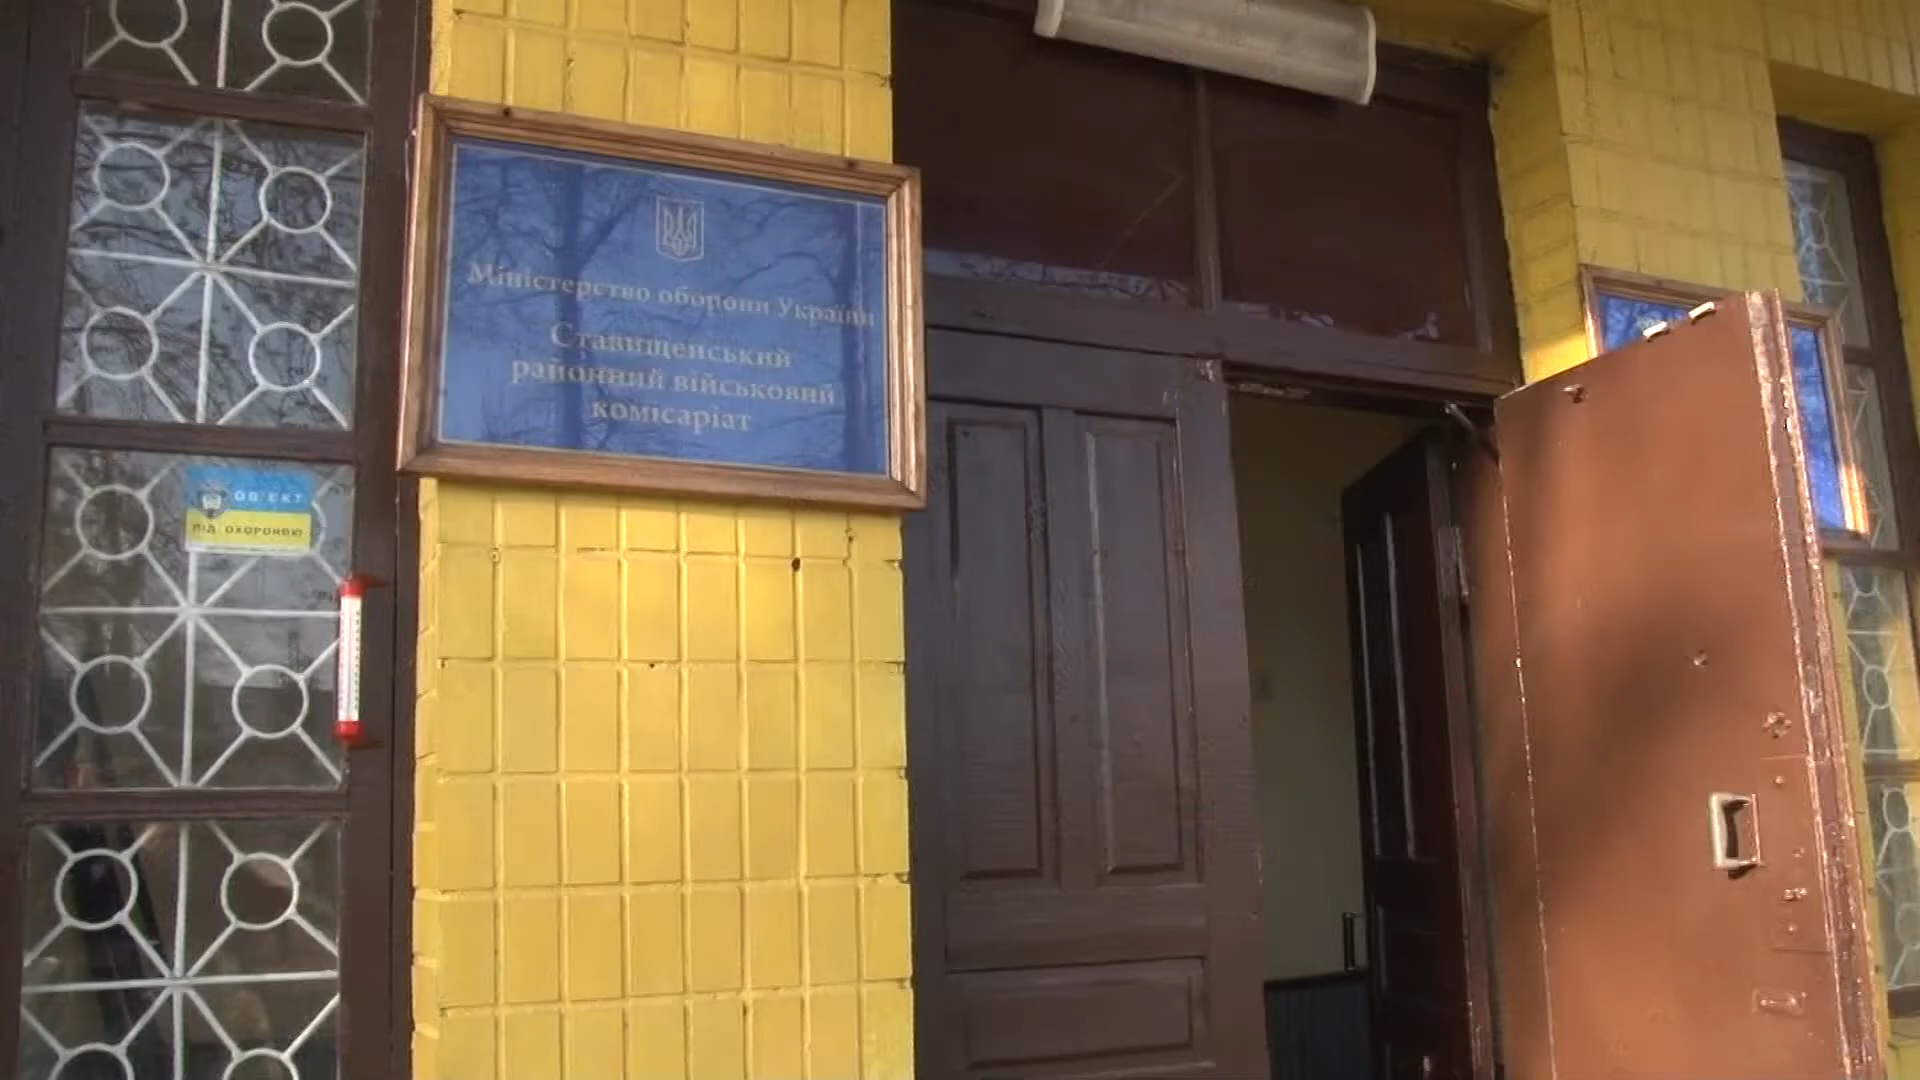 Міністерство оборони України
Ставищенський
районний військовий
комісаріат
ОБ'ЄКТ
ПІД ОХОРОНОЮ